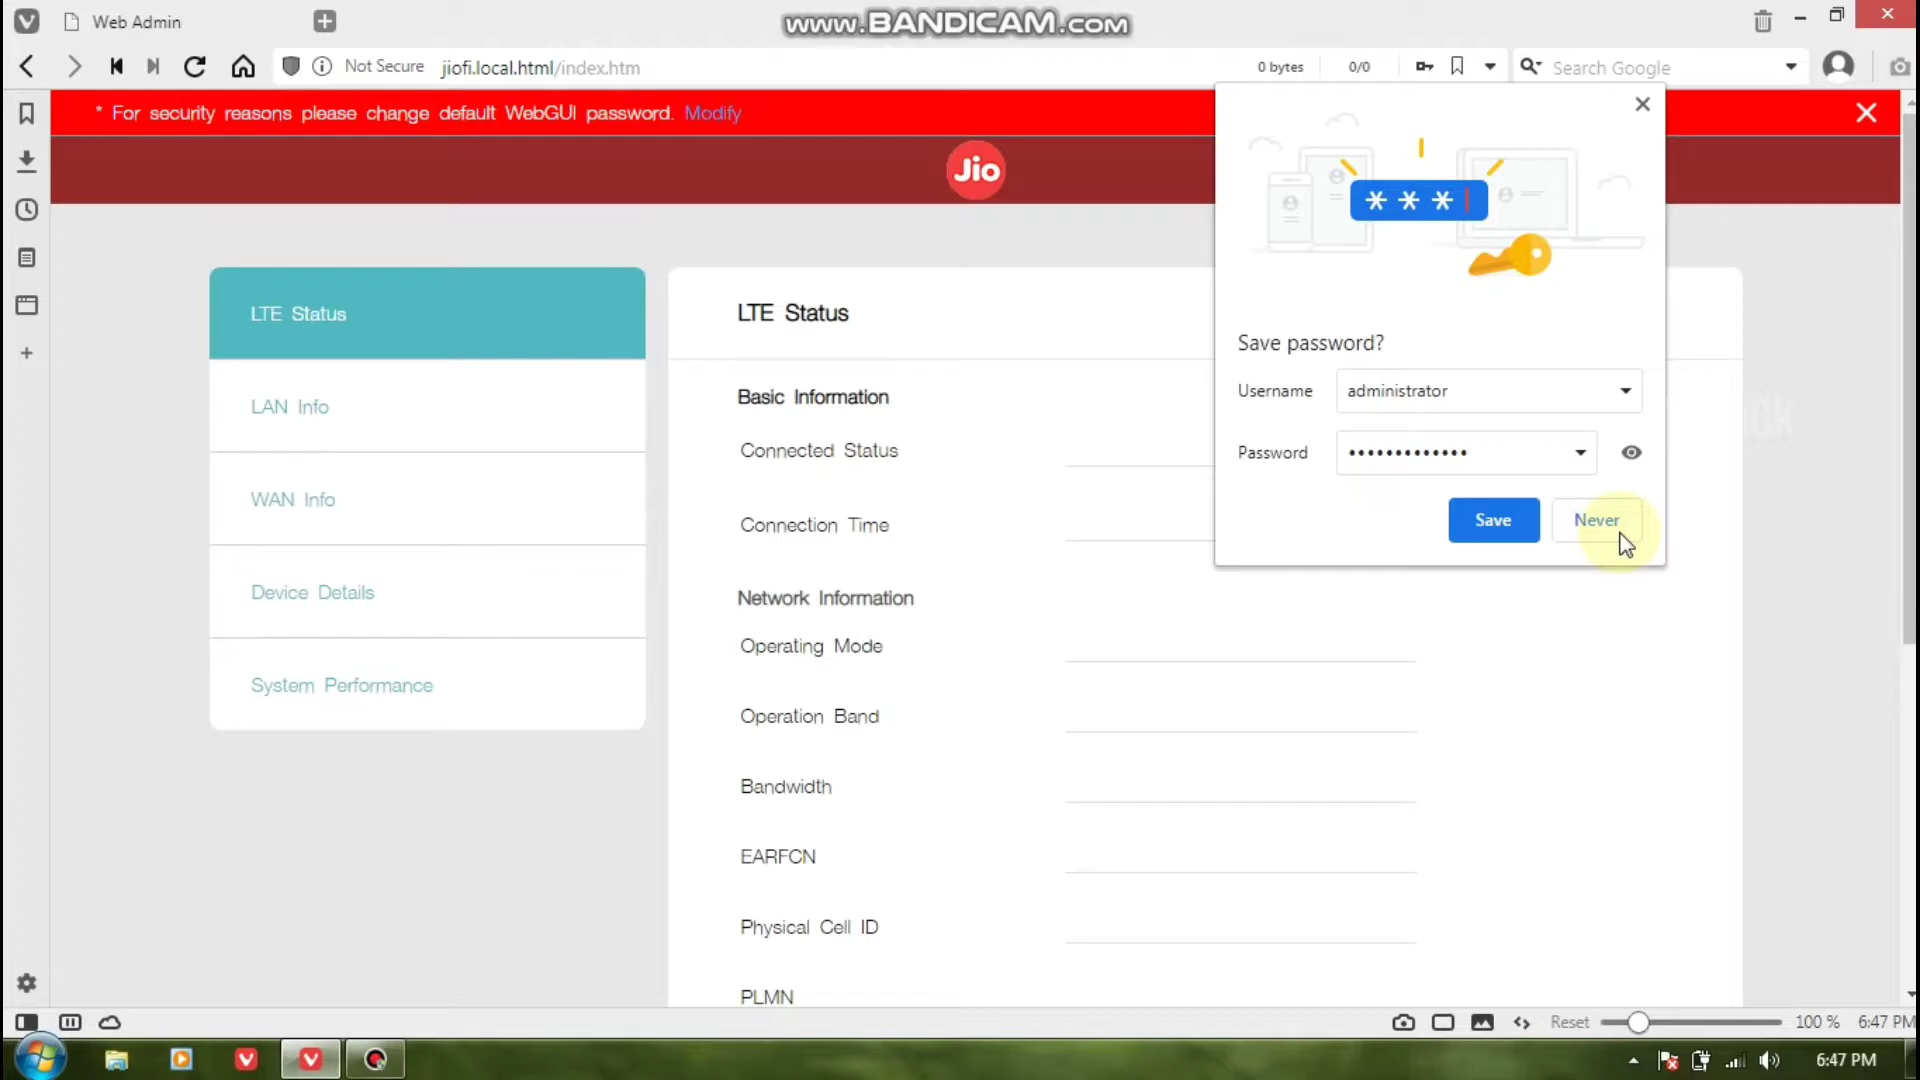 Web Admin
www.BANDICAM.com
Not Secure
jiofi.local.html/index.htm
0 bytes
0/0
Search Google
* For security reasons please change default WebGUI password. Modify
Jio
LTE Status
LAN Info
WAN Info
Device Details
System Performance
LTE Status
Basic Information
Connected Status
Connection Time
Network Information
Operating Mode
Operation Band
Bandwidth
EARFCN
Physical Cell ID
PLMN
* * *
Save password?
Username
administrator
Password
•••••••••••••
Save
Never
Reset
100 %
6:47 PM
6:47 PM